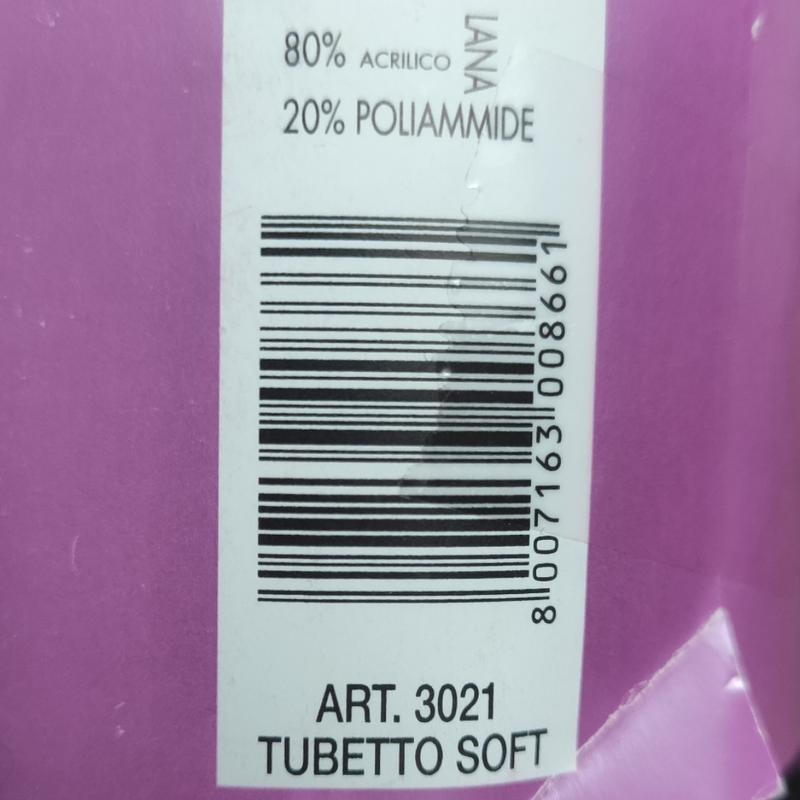 80% ACRILICO
LANA
20% POLIAMMIDE
8 007163 008661
ART. 3021
TUBETTO SOFT